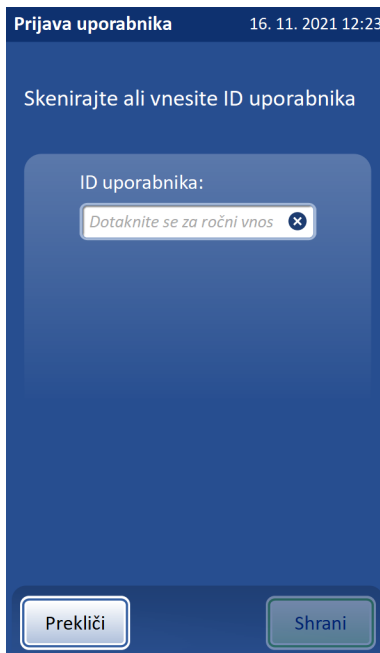 Prijava uporabnika 16. 11. 2021 12:23
Skenirajte ali vnesite ID uporabnika
ID uporabnika:
Dotaknite se za ročni vnos
Prekliči Shrani